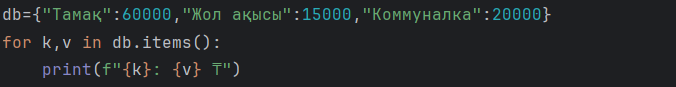 db={"Тамақ":60000,"Жол ақысы":15000,"Коммуналка":20000}
for k,v in db.items():
    print(f"{k}: {v} ₸")